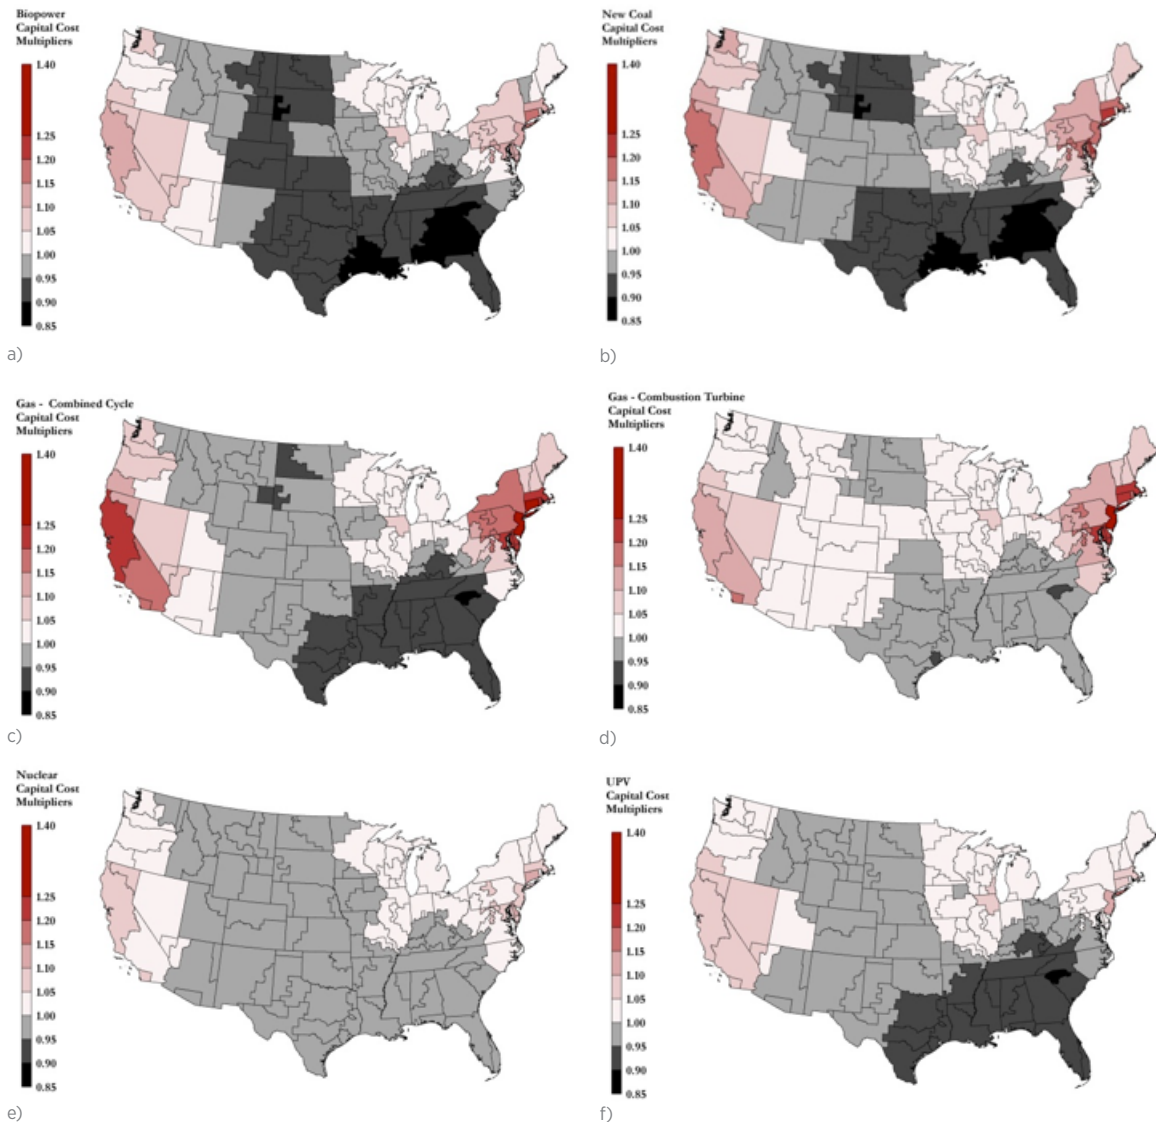 Biopower
Capital Cost
Multipliers
1.40
1.25
1.20
1.15
1.10
1.05
1.00
0.95
0.90
0.85
a)
New Coal
Capital Cost
Multipliers
1.40
1.25
1.20
1.15
1.10
1.05
1.00
0.95
0.90
0.85
b)
Gas - Combined Cycle
Capital Cost
Multipliers
1.40
1.25
1.20
1.15
1.10
1.05
1.00
0.95
0.90
0.85
c)
Gas - Combustion Turbine
Capital Cost
Multipliers
1.40
1.25
1.20
1.15
1.10
1.05
1.00
0.95
0.90
0.85
d)
Nuclear
Capital Cost
Multipliers
1.40
1.25
1.20
1.15
1.10
1.05
1.00
0.95
0.90
0.85
e)
UPV
Capital Cost
Multipliers
1.40
1.25
1.20
1.15
1.10
1.05
1.00
0.95
0.90
0.85
f)